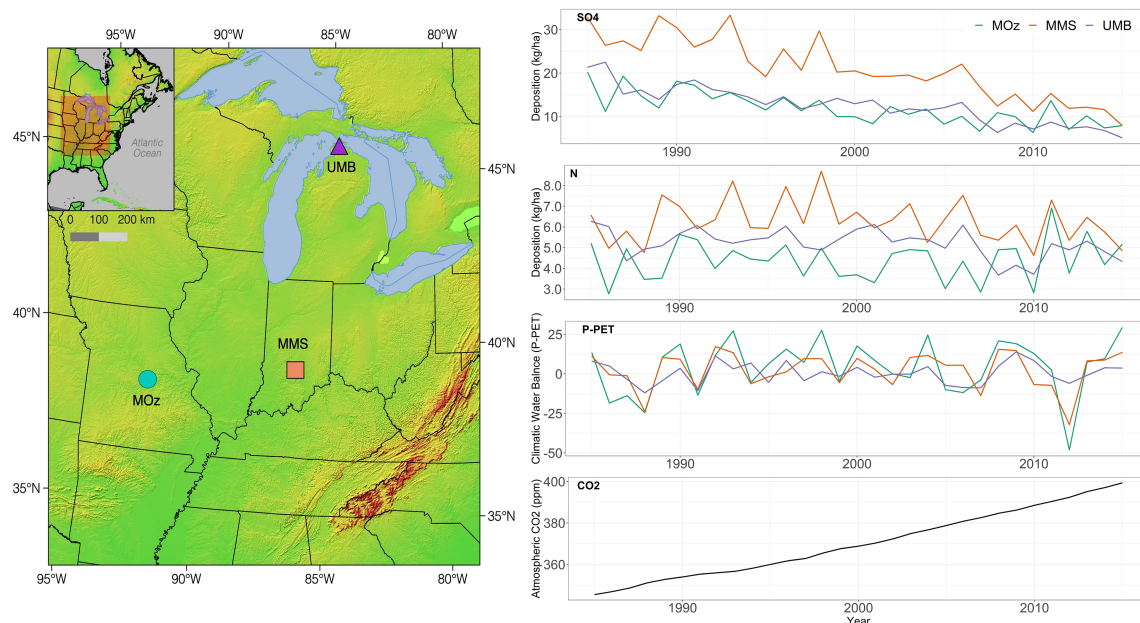 95°W 90°W 85°W 80°W
45°N
40°N
35°N
Atlantic
Ocean
0 100 200 km
UMB
MMS
MOz
45°N
40°N
35°N
95°W 90°W 85°W 80°W
SO4
MOz MMS UMB
Deposition (kg/ha)
30
20
10
1990 2000 2010
N
Deposition (kg/ha)
8.0
7.0
6.0
5.0
4.0
3.0
1990 2000 2010
P-PET
Climatic Water Balnce (P-PET)
25
0
-25
-50
1990 2000 2010
CO2
Atmospheric CO2 (ppm)
400
380
360
1990 2000 2010
Year